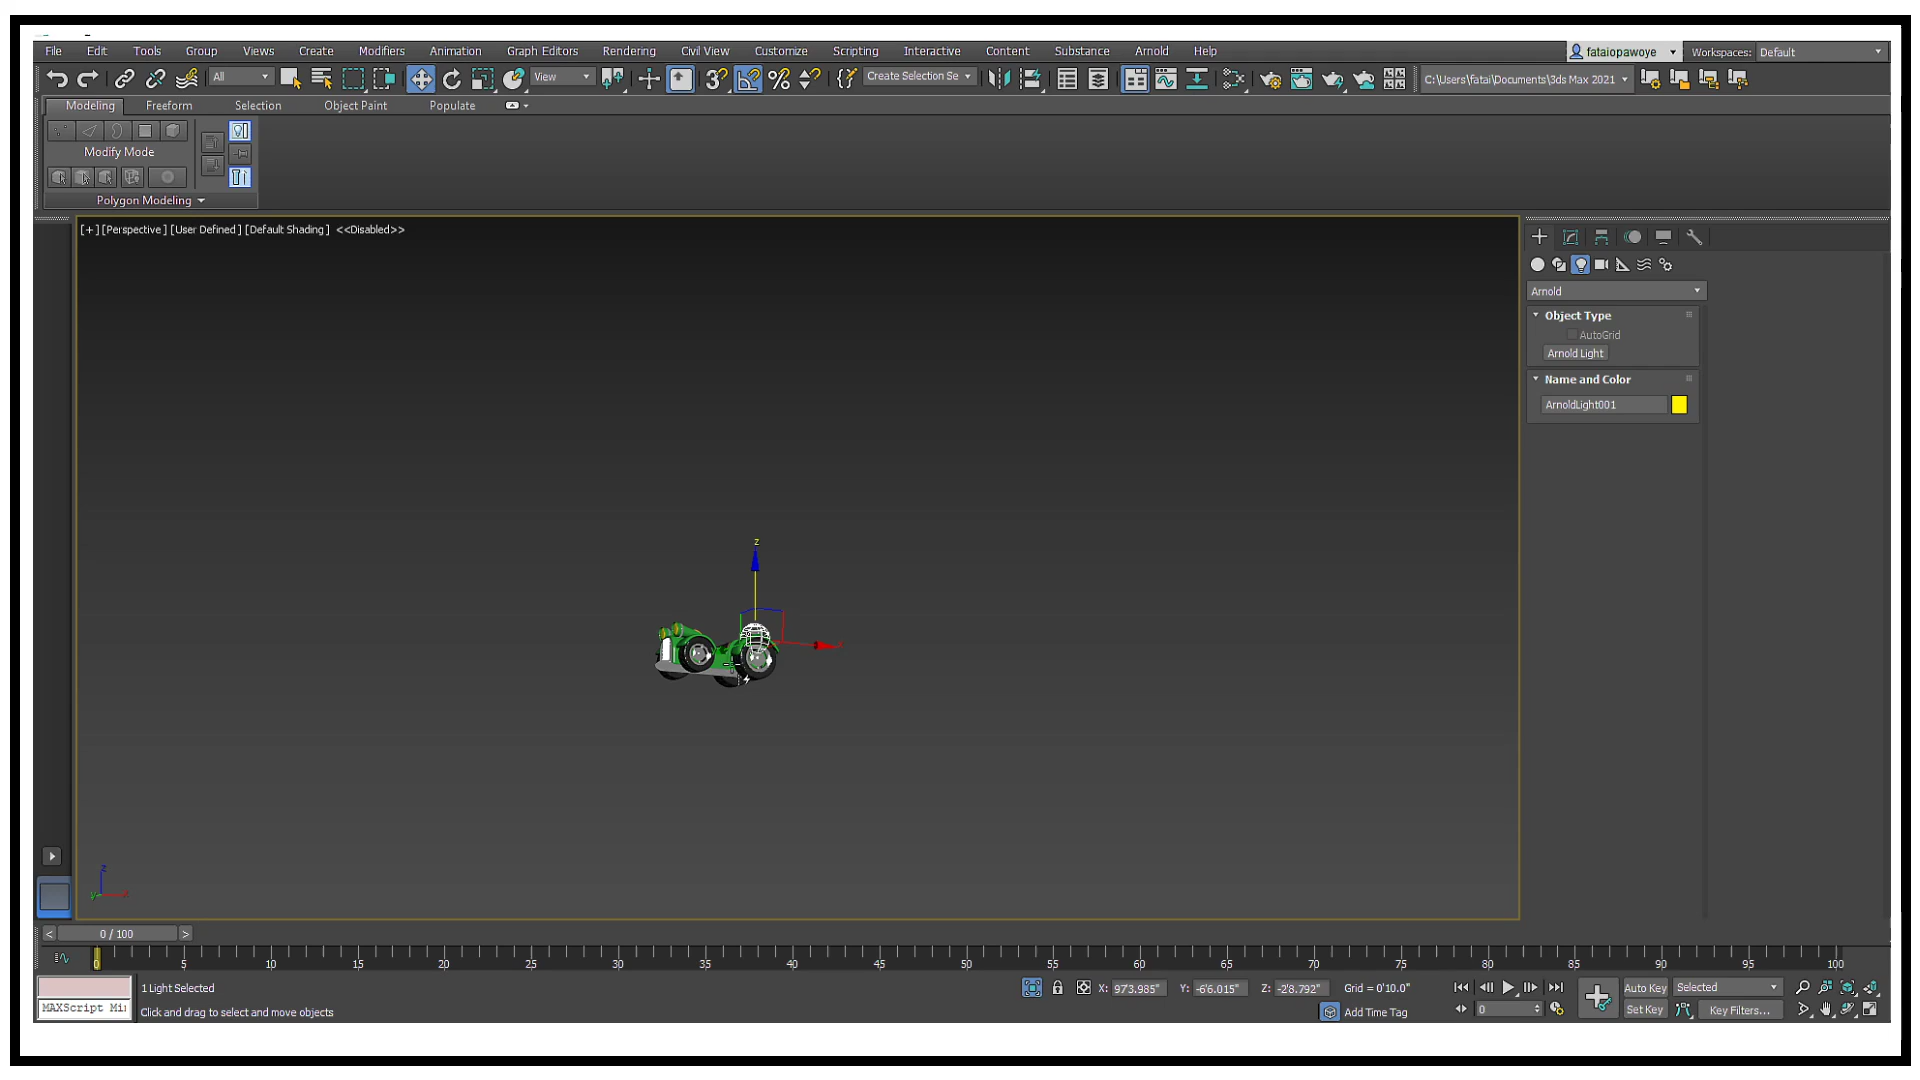 File Edit Tools Group Views Create Modifiers Animation Graph Editors Rendering Civil View Customize Scripting Interactive Content Substance Arnold Help fataiopawoye Workspaces: Default
All View Create Selection Se C:\Users\fatai\Documents\3ds Max 2021
Modeling Freeform Selection Object Paint Populate
Modify Mode
Polygon Modeling
[+] [Perspective] [User Defined] [Default Shading] <<Disabled>>
Arnold
Object Type
AutoGrid
Arnold Light
Name and Color
ArnoldLight001
z
x
z
y x
< 0 / 100 >
0 5 10 15 20 25 30 35 40 45 50 55 60 65 70 75 80 85 90 95 100
1 Light Selected X: 97'3.985" Y: -6'6.015" Z: -2'8.792" Grid = 0'10.0" Auto Key Selected
MAXScript Mi Click and drag to select and move objects Add Time Tag 0 Set Key Key Filters...